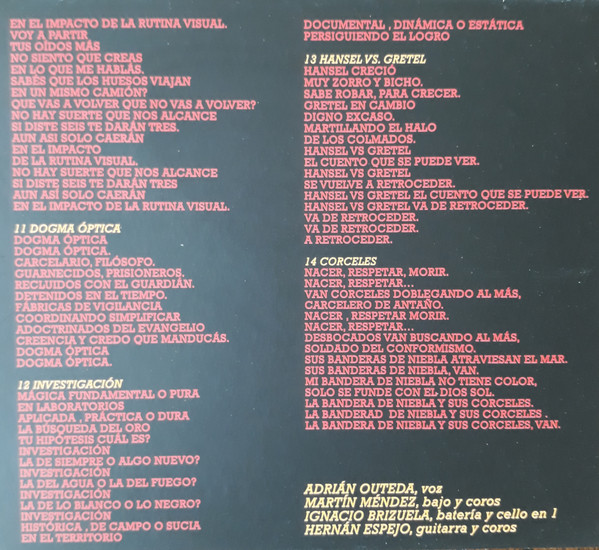 EN EL IMPACTO DE LA RUTINA VISUAL.
VOY A PARTIR
TUS OÍDOS MÁS
NO SIENTO QUE CREAS
EN LO QUE ME HABLÁS.
SABÉS QUE LOS HUESOS VIAJAN
EN UN MISMO CAMIÓN?
QUE VAS A VOLVER QUE NO VAS A VOLVER?
NO HAY SUERTE QUE NOS ALCANCE
SI DISTE SEIS TE DARÁN TRES.
AUN ASI SOLO CAERÁN
EN EL IMPACTO
DE LA RUTINA VISUAL.
NO HAY SUERTE QUE NOS ALCANCE
SI DISTE SEIS TE DARÁN TRES
AUN ASÍ SOLO CAERÁN
EN EL IMPACTO DE LA RUTINA VISUAL.
11 DOGMA ÓPTICA
DOGMA ÓPTICA
DOGMA ÓPTICA.
CARCELARIO, FILÓSOFO.
GUARNECIDOS, PRISIONEROS.
RECLUIDOS CON EL GUARDIÁN.
DETENIDOS EN EL TIEMPO.
FÁBRICAS DE VIGILANCIA
COORDINANDO SIMPLIFICAR
ADOCTRINADOS DEL EVANGELIO
CREENCIA Y CREDO QUE MANDUCÁS.
DOGMA ÓPTICA
DOGMA ÓPTICA.
12 INVESTIGACIÓN
MÁGICA FUNDAMENTAL O PURA
EN LABORATORIOS
APLICADA , PRÁCTICA O DURA
LA BÚSQUEDA DEL ORO
TU HIPÓTESIS CUÁL ES?
INVESTIGACIÓN
LA DE SIEMPRE O ALGO NUEVO?
INVESTIGACIÓN
LA DEL AGUA O LA DEL FUEGO?
INVESTIGACIÓN
LA DE LO BLANCO O LO NEGRO?
INVESTIGACIÓN
HISTÓRICA , DE CAMPO O SUCIA
EN EL TERRITORIO
DOCUMENTAL , DINÁMICA O ESTÁTICA
PERSIGUIENDO EL LOGRO
13 HANSEL VS. GRETEL
HANSEL CRECIÓ
MUY ZORRO Y BICHO.
SABE ROBAR, PARA CRECER.
GRETEL EN CAMBIO
DIGNO EXCASO.
MARTILLANDO EL HALO
DE LOS COLMADOS.
HANSEL VS GRETEL
EL CUENTO QUE SE PUEDE VER.
HANSEL VS GRETEL
SE VUELVE A RETROCEDER.
HANSEL VS GRETEL EL CUENTO QUE SE PUEDE VER.
HANSEL VS GRETEL VA DE RETROCEDER.
VA DE RETROCEDER.
VA DE RETROCEDER.
A RETROCEDER.
14 CORCELES
NACER, RESPETAR, MORIR.
NACER, RESPETAR...
VAN CORCELES DOBLEGANDO AL MÁS,
CARCELERO DE ANTAÑO.
NACER , RESPETAR MORIR.
NACER, RESPETAR...
DESBOCADOS VAN BUSCANDO AL MÁS,
SOLDADO DEL CONFORMISMO.
SUS BANDERAS DE NIEBLA ATRAVIESAN EL MAR.
SUS BANDERAS DE NIEBLA, VAN.
MI BANDERA DE NIEBLA NO TIENE COLOR,
SOLO SE FUNDE CON EL DIOS SOL.
LA BANDERA DE NIEBLA Y SUS CORCELES.
LA BANDERAD DE NIEBLA Y SUS CORCELES .
LA BANDERA DE NIEBLA Y SUS CORCELES, VAN.
ADRIÁN OUTEDA, voz
MARTÍN MÉNDEZ, bajo y coros
IGNACIO BRIZUELA, batería y cello en 1
HERNÁN ESPEJO, guitarra y coros